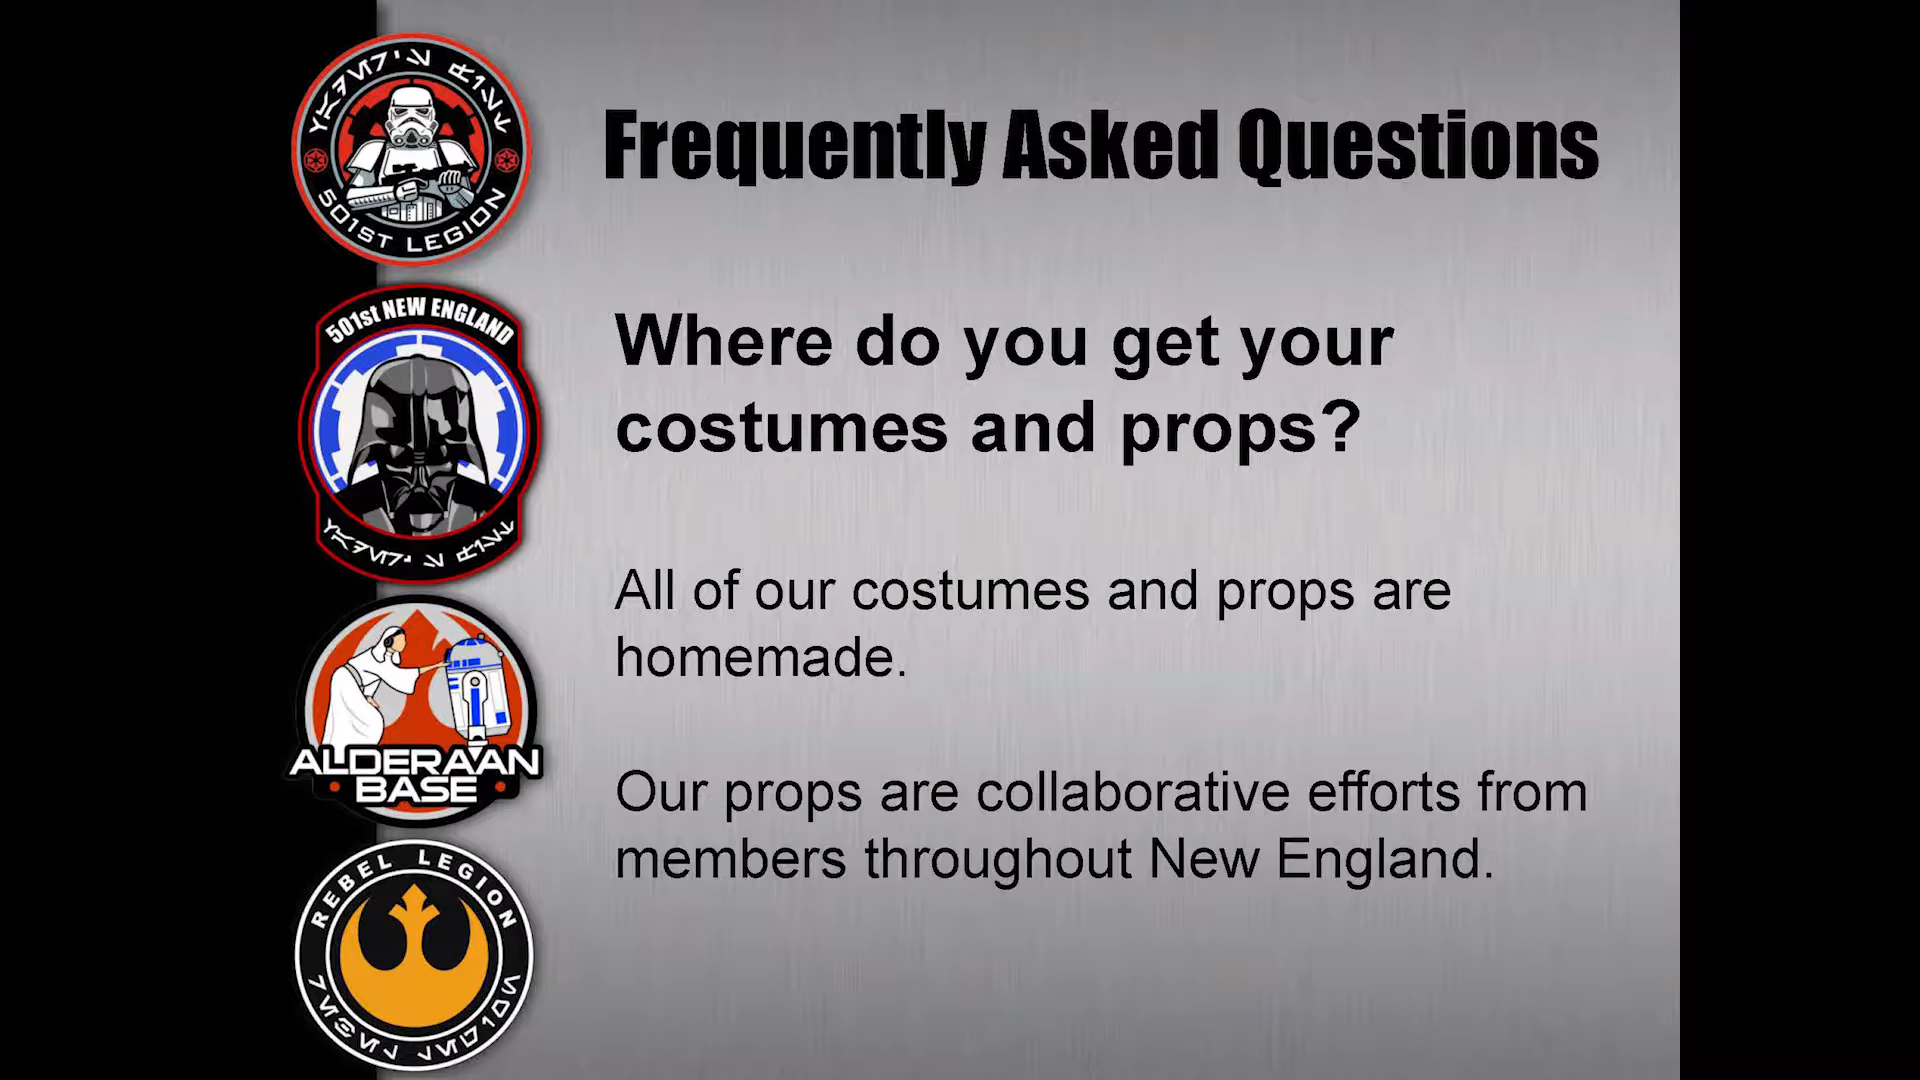 501ST LEGION
Frequently Asked Questions
501st NEW ENGLAND
Where do you get your
costumes and props?
All of our costumes and props are
homemade.
ALDERAAN
BASE
Our props are collaborative efforts from
members throughout New England.
REBEL LEGION